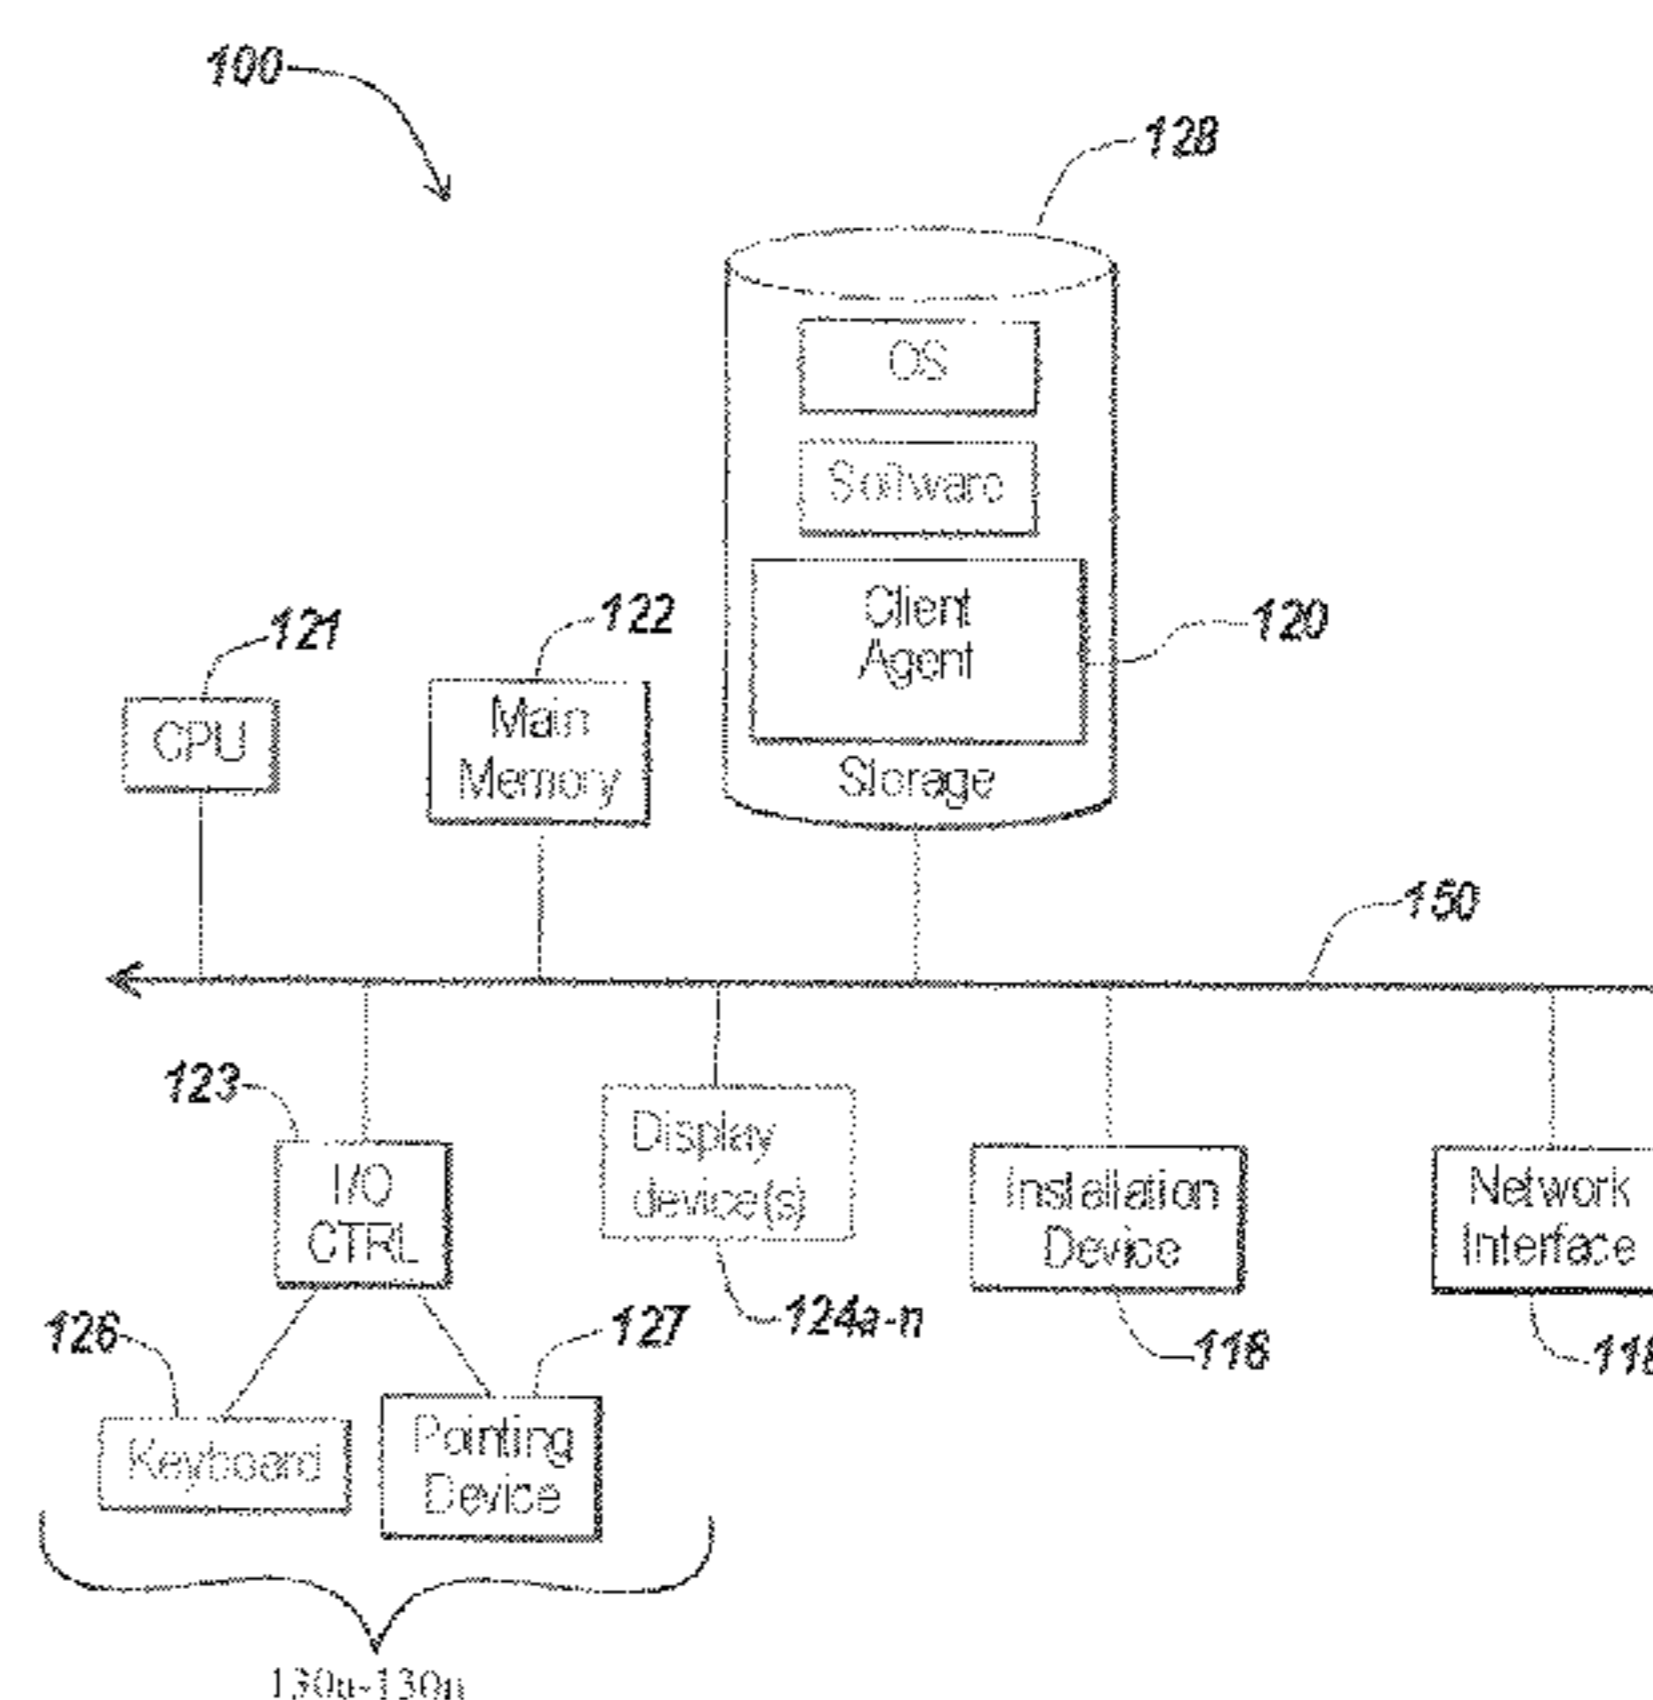 100
128
OS
Software
Client
Agent
120
Storage
121
CPU
122
Main
Memory
150
123
I/O
CTRL
Display
device(s)
124a-n
Installation
Device
116
Network
Interface
118
126
Keyboard
127
Pointing
Device
130a-130n